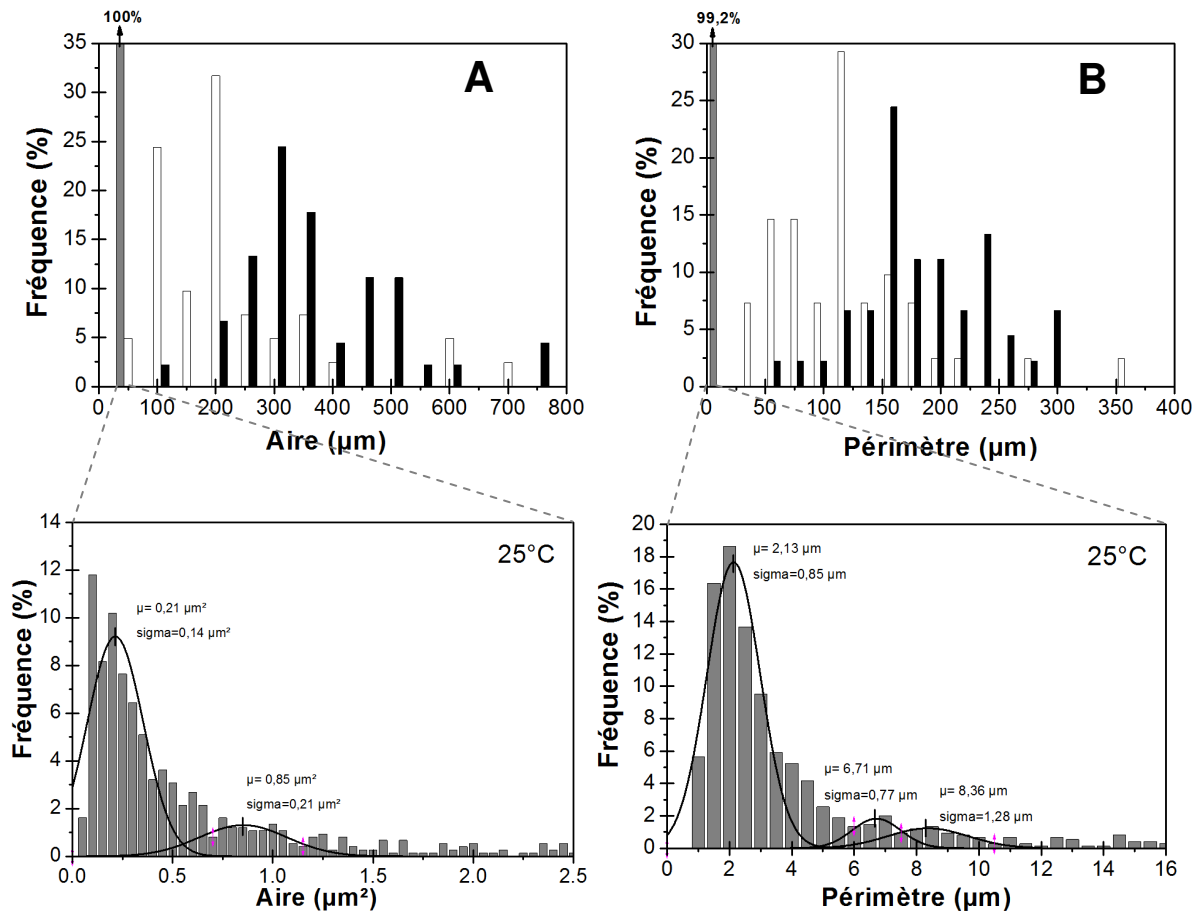 100%
A
35
30
25
20
15
10
5
0
Fréquence (%)
0 100 200 300 400 500 600 700 800
Aire (µm)
99,2%
B
30
25
20
15
10
5
0
Fréquence (%)
0 50 100 150 200 250 300 350 400
Périmètre (µm)
14
12
10
8
6
4
2
0
Fréquence (%)
25°C
µ= 0,21 µm²
sigma=0,14 µm²
µ= 0,85 µm²
sigma=0,21 µm²
0.0 0.5 1.0 1.5 2.0 2.5
Aire (µm²)
20
18
16
14
12
10
8
6
4
2
0
Fréquence (%)
25°C
µ= 2,13 µm
sigma=0,85 µm
µ= 6,71 µm
sigma=0,77 µm
µ= 8,36 µm
sigma=1,28 µm
0 2 4 6 8 10 12 14 16
Périmètre (µm)